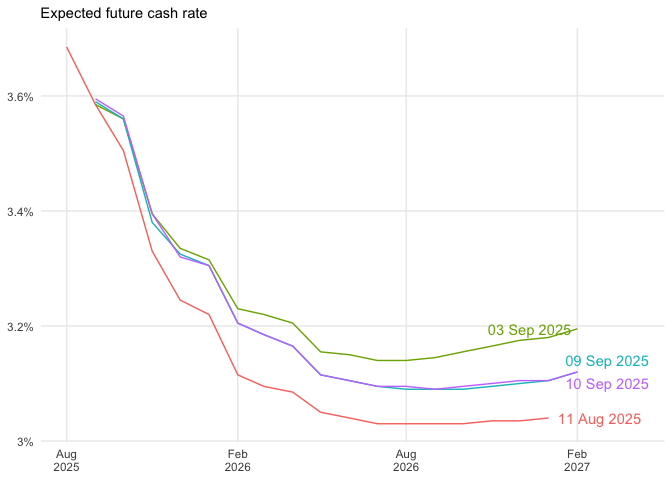 Expected future cash rate
3.6%
3.4%
3.2%
3%
03 Sep 2025
09 Sep 2025
10 Sep 2025
11 Aug 2025
Aug
2025
Feb
2026
Aug
2026
Feb
2027